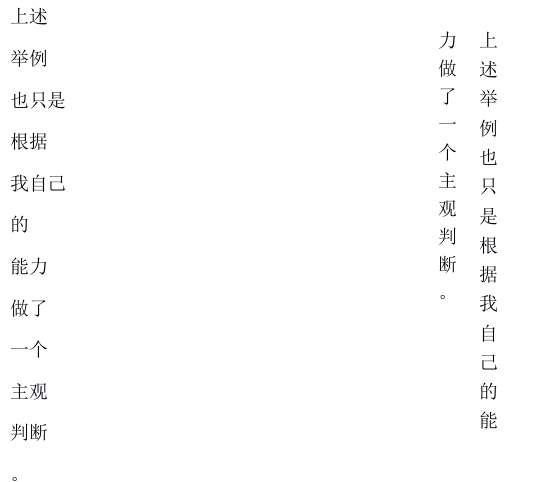 上述
举例
也只是
根据
我自己
的
能力
做了
一个
主观
判断
。
上述举例也只是根据我自己的能
力做了一个主观判断。